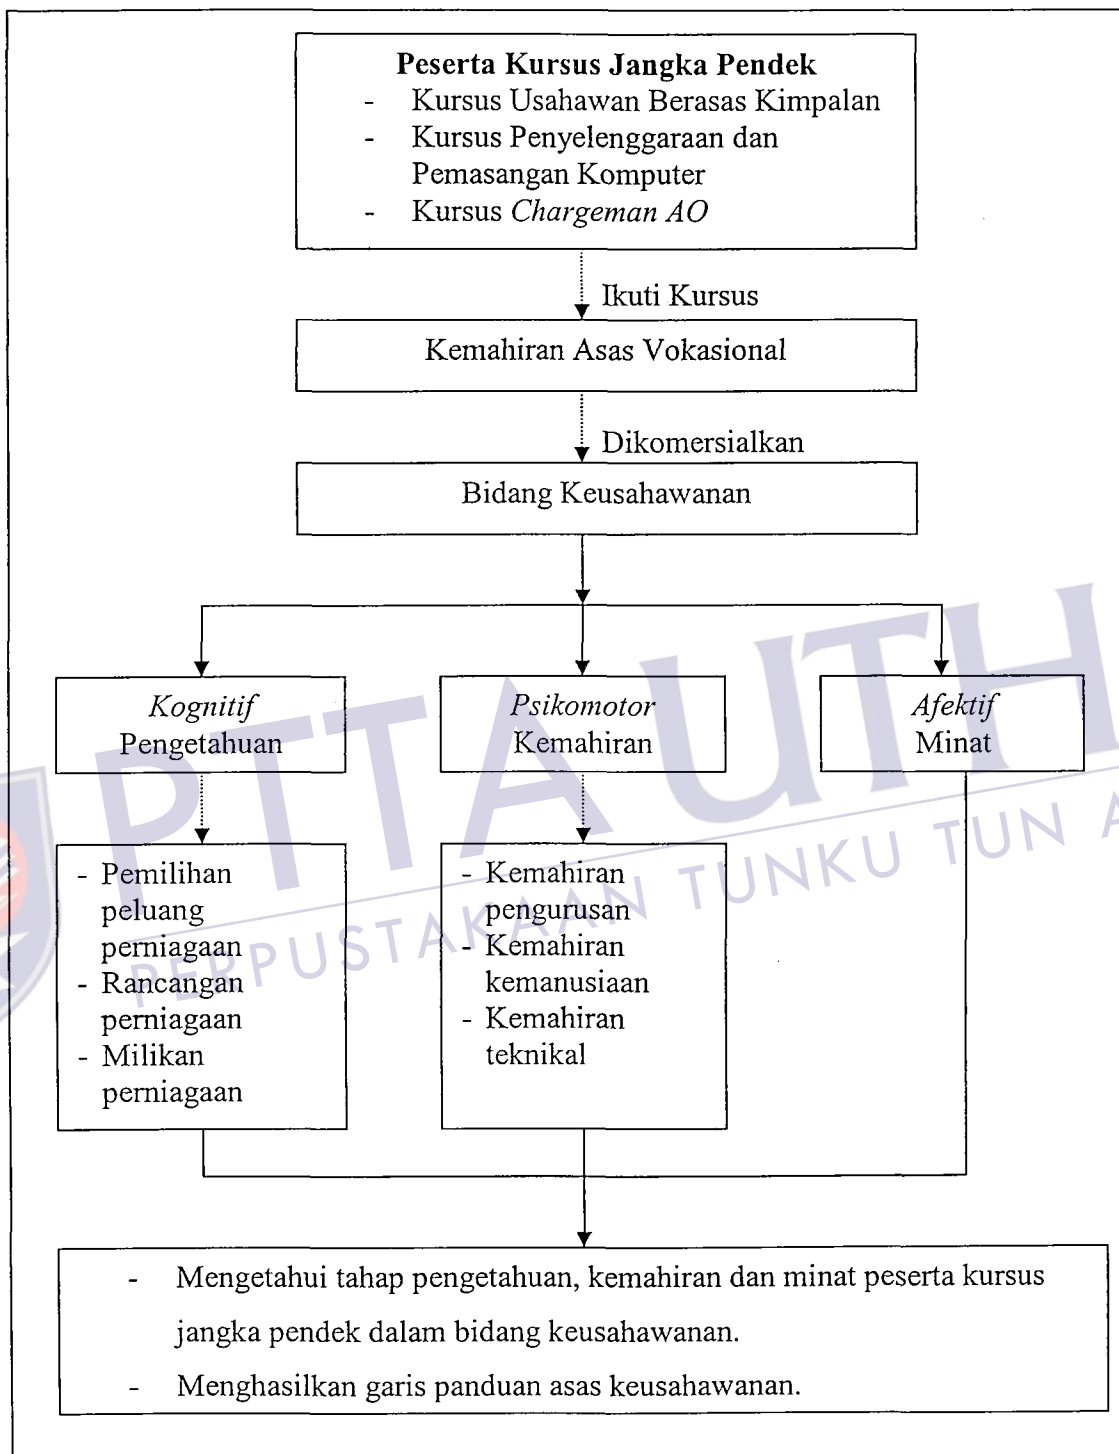 Peserta Kursus Jangka Pendek
- Kursus Usahawan Berasas Kimpalan
- Kursus Penyelenggaraan dan
Pemasangan Komputer
- Kursus Chargeman AO
Ikuti Kursus
Kemahiran Asas Vokasional
Dikomersialkan
Bidang Keusahawanan
Kognitif
Pengetahuan
Psikomotor
Kemahiran
Afektif
Minat
- Pemilihan
peluang
perniagaan
- Rancangan
perniagaan
- Milikan
perniagaan
- Kemahiran
pengurusan
- Kemahiran
kemanusiaan
- Kemahiran
teknikal
- Mengetahui tahap pengetahuan, kemahiran dan minat peserta kursus
jangka pendek dalam bidang keusahawanan.
- Menghasilkan garis panduan asas keusahawanan.
PTTA UTH
PERPUSTAKAAN TUNKU TUN A